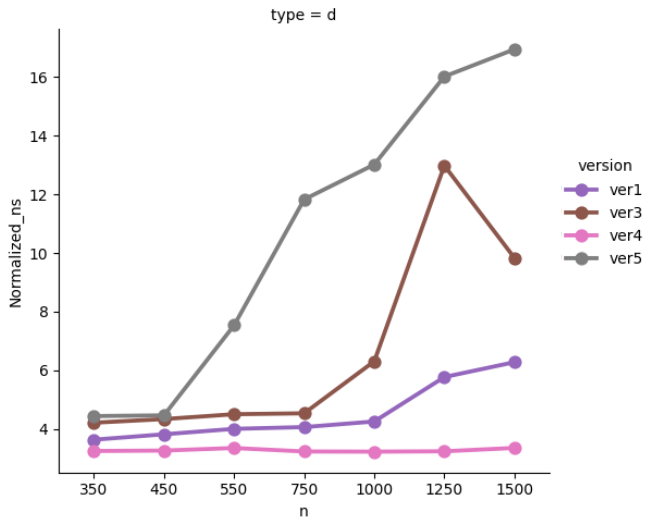 type = d
Normalized_ns
16
14
12
10
8
6
4
350 450 550 750 1000 1250 1500
n
version
ver1
ver3
ver4
ver5